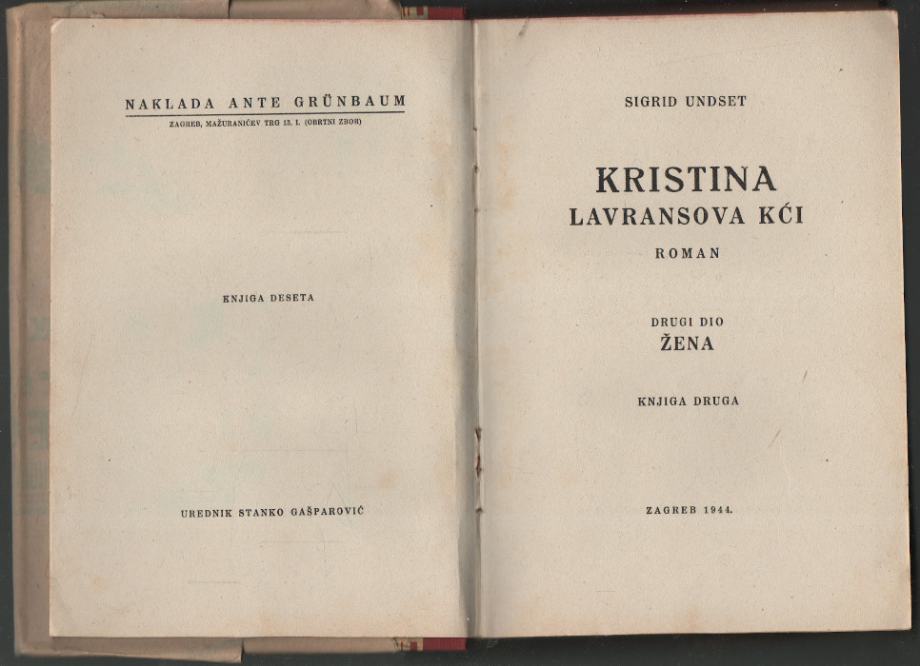 NAKLADA ANTE GRÜNBAUM
ZAGREB, MAŽURANIĆEV TRG 13. I. (OBRTNI ZBOR)
KNJIGA DESETA
UREDNIK STANKO GAŠPAROVIĆ
SIGRID UNDSET
KRISTINA
LAVRANSOVA KĆI
ROMAN
DRUGI DIO
ŽENA
KNJIGA DRUGA
ZAGREB 1944.